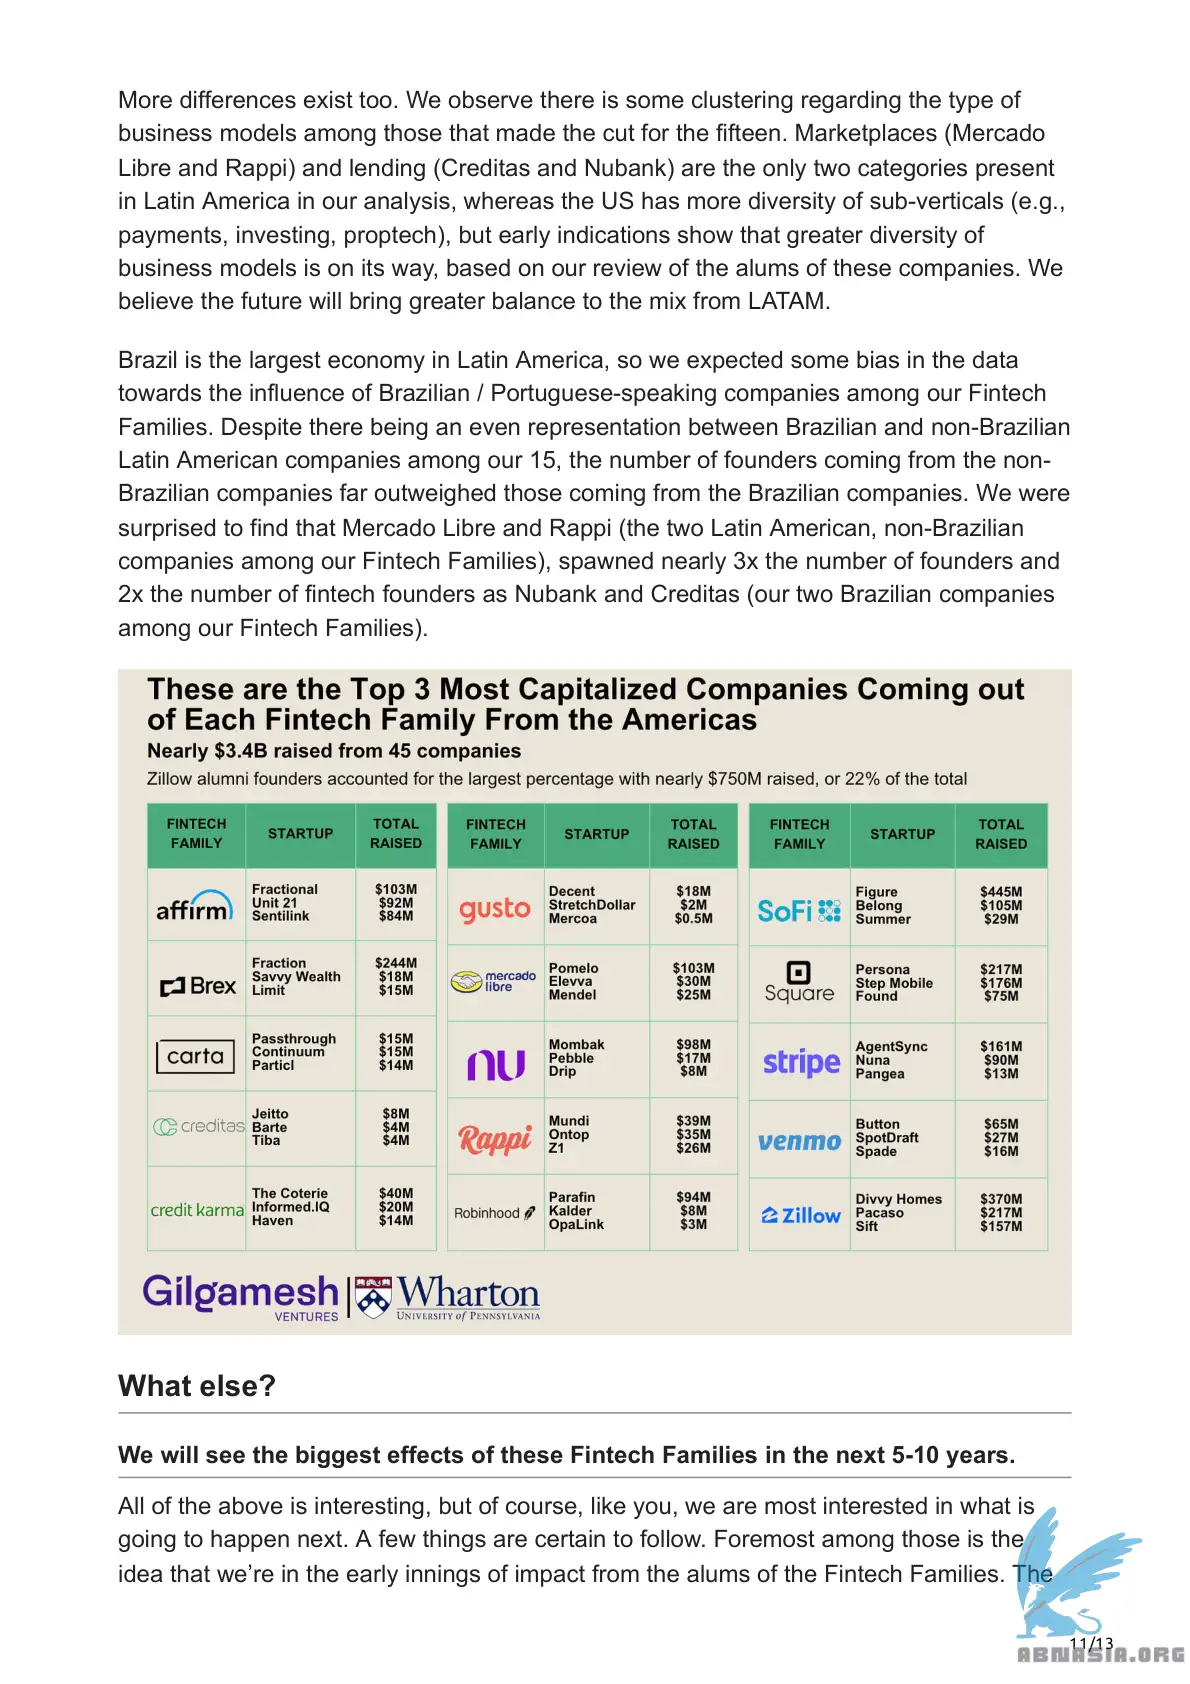 More differences exist too. We observe there is some clustering regarding the type of
business models among those that made the cut for the fifteen. Marketplaces (Mercado
Libre and Rappi) and lending (Creditas and Nubank) are the only two categories present
in Latin America in our analysis, whereas the US has more diversity of sub-verticals (e.g.,
payments, investing, proptech), but early indications show that greater diversity of
business models is on its way, based on our review of the alums of these companies. We
believe the future will bring greater balance to the mix from LATAM.
Brazil is the largest economy in Latin America, so we expected some bias in the data
towards the influence of Brazilian / Portuguese-speaking companies among our Fintech
Families. Despite there being an even representation between Brazilian and non-Brazilian
Latin American companies among our 15, the number of founders coming from the non-
Brazilian companies far outweighed those coming from the Brazilian companies. We were
surprised to find that Mercado Libre and Rappi (the two Latin American, non-Brazilian
companies among our Fintech Families), spawned nearly 3x the number of founders and
2x the number of fintech founders as Nubank and Creditas (our two Brazilian companies
among our Fintech Families).
These are the Top 3 Most Capitalized Companies Coming out
of Each Fintech Family From the Americas
Nearly $3.4B raised from 45 companies
Zillow alumni founders accounted for the largest percentage with nearly $750M raised, or 22% of the total
FINTECH FAMILY STARTUP TOTAL RAISED
affirm
Fractional $103M
Unit 21 $92M
Sentilink $84M
Brex
Fraction $244M
Savvy Wealth $18M
Limit $15M
carta
Passthrough $15M
Continuum $15M
Particl $14M
creditas
Jeitto $8M
Barte $4M
Tiba $4M
credit karma
The Coterie $40M
Informed.IQ $20M
Haven $14M
FINTECH FAMILY STARTUP TOTAL RAISED
gusto
Decent $18M
StretchDollar $2M
Mercoa $0.5M
mercado libre
Pomelo $103M
Elevva $30M
Mendel $25M
nu
Mombak $98M
Pebble $17M
Drip $8M
Rappi
Mundi $39M
Ontop $35M
Z1 $26M
Robinhood
Parafin $94M
Kalder $8M
OpaLink $3M
FINTECH FAMILY STARTUP TOTAL RAISED
SoFi
Figure $445M
Belong $105M
Summer $29M
Square
Persona $217M
Step Mobile $176M
Found $75M
stripe
AgentSync $161M
Nuna $90M
Pangea $13M
venmo
Button $65M
SpotDraft $27M
Spade $16M
Zillow
Divvy Homes $370M
Pacaso $217M
Sift $157M
Gilgamesh
VENTURES
Wharton
UNIVERSITY of PENNSYLVANIA
What else?
We will see the biggest effects of these Fintech Families in the next 5-10 years.
All of the above is interesting, but of course, like you, we are most interested in what is
going to happen next. A few things are certain to follow. Foremost among those is the
idea that we’re in the early innings of impact from the alums of the Fintech Families. The
11/13
ABNASIA.ORG